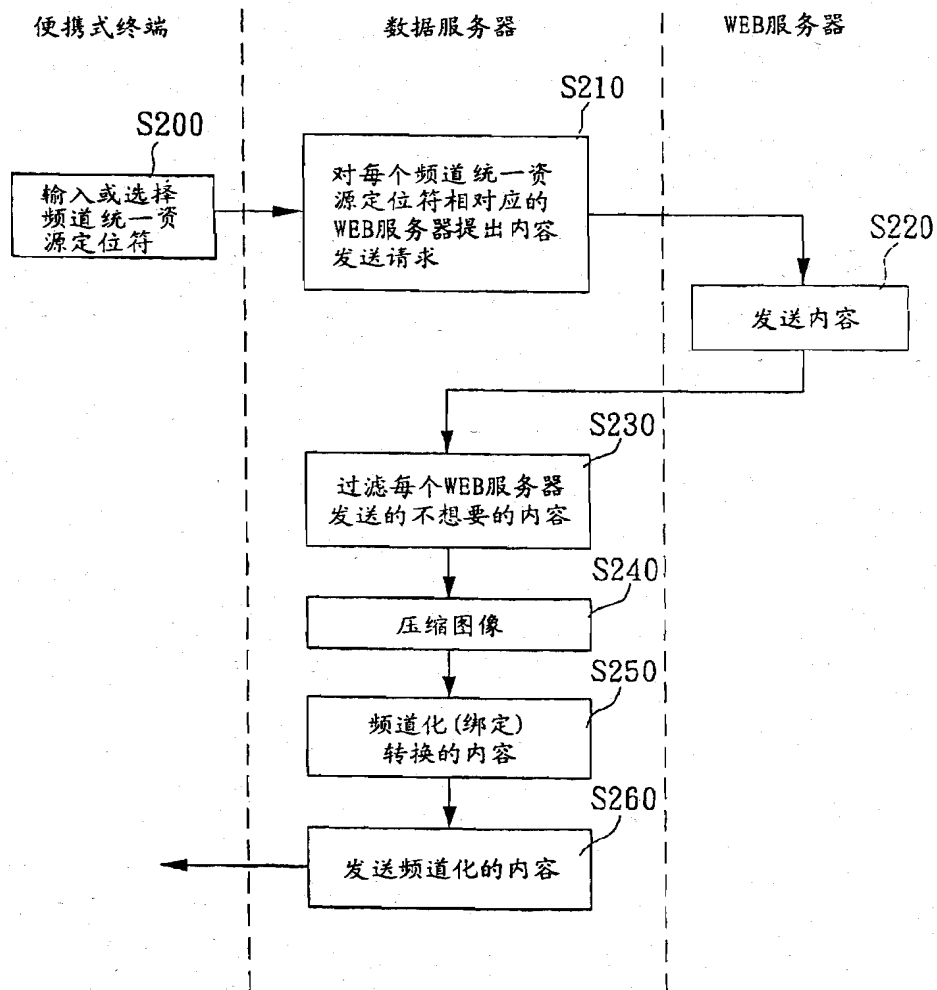 便携式终端
数据服务器
WEB服务器
S200
输入或选择
频道统一资
源定位符
S210
对每个频道统一资
源定位符相对应的
WEB服务器提出内容
发送请求
S220
发送内容
S230
过滤每个WEB服务器
发送的不想要的内容
S240
压缩图像
S250
频道化(绑定)
转换的内容
S260
发送频道化的内容